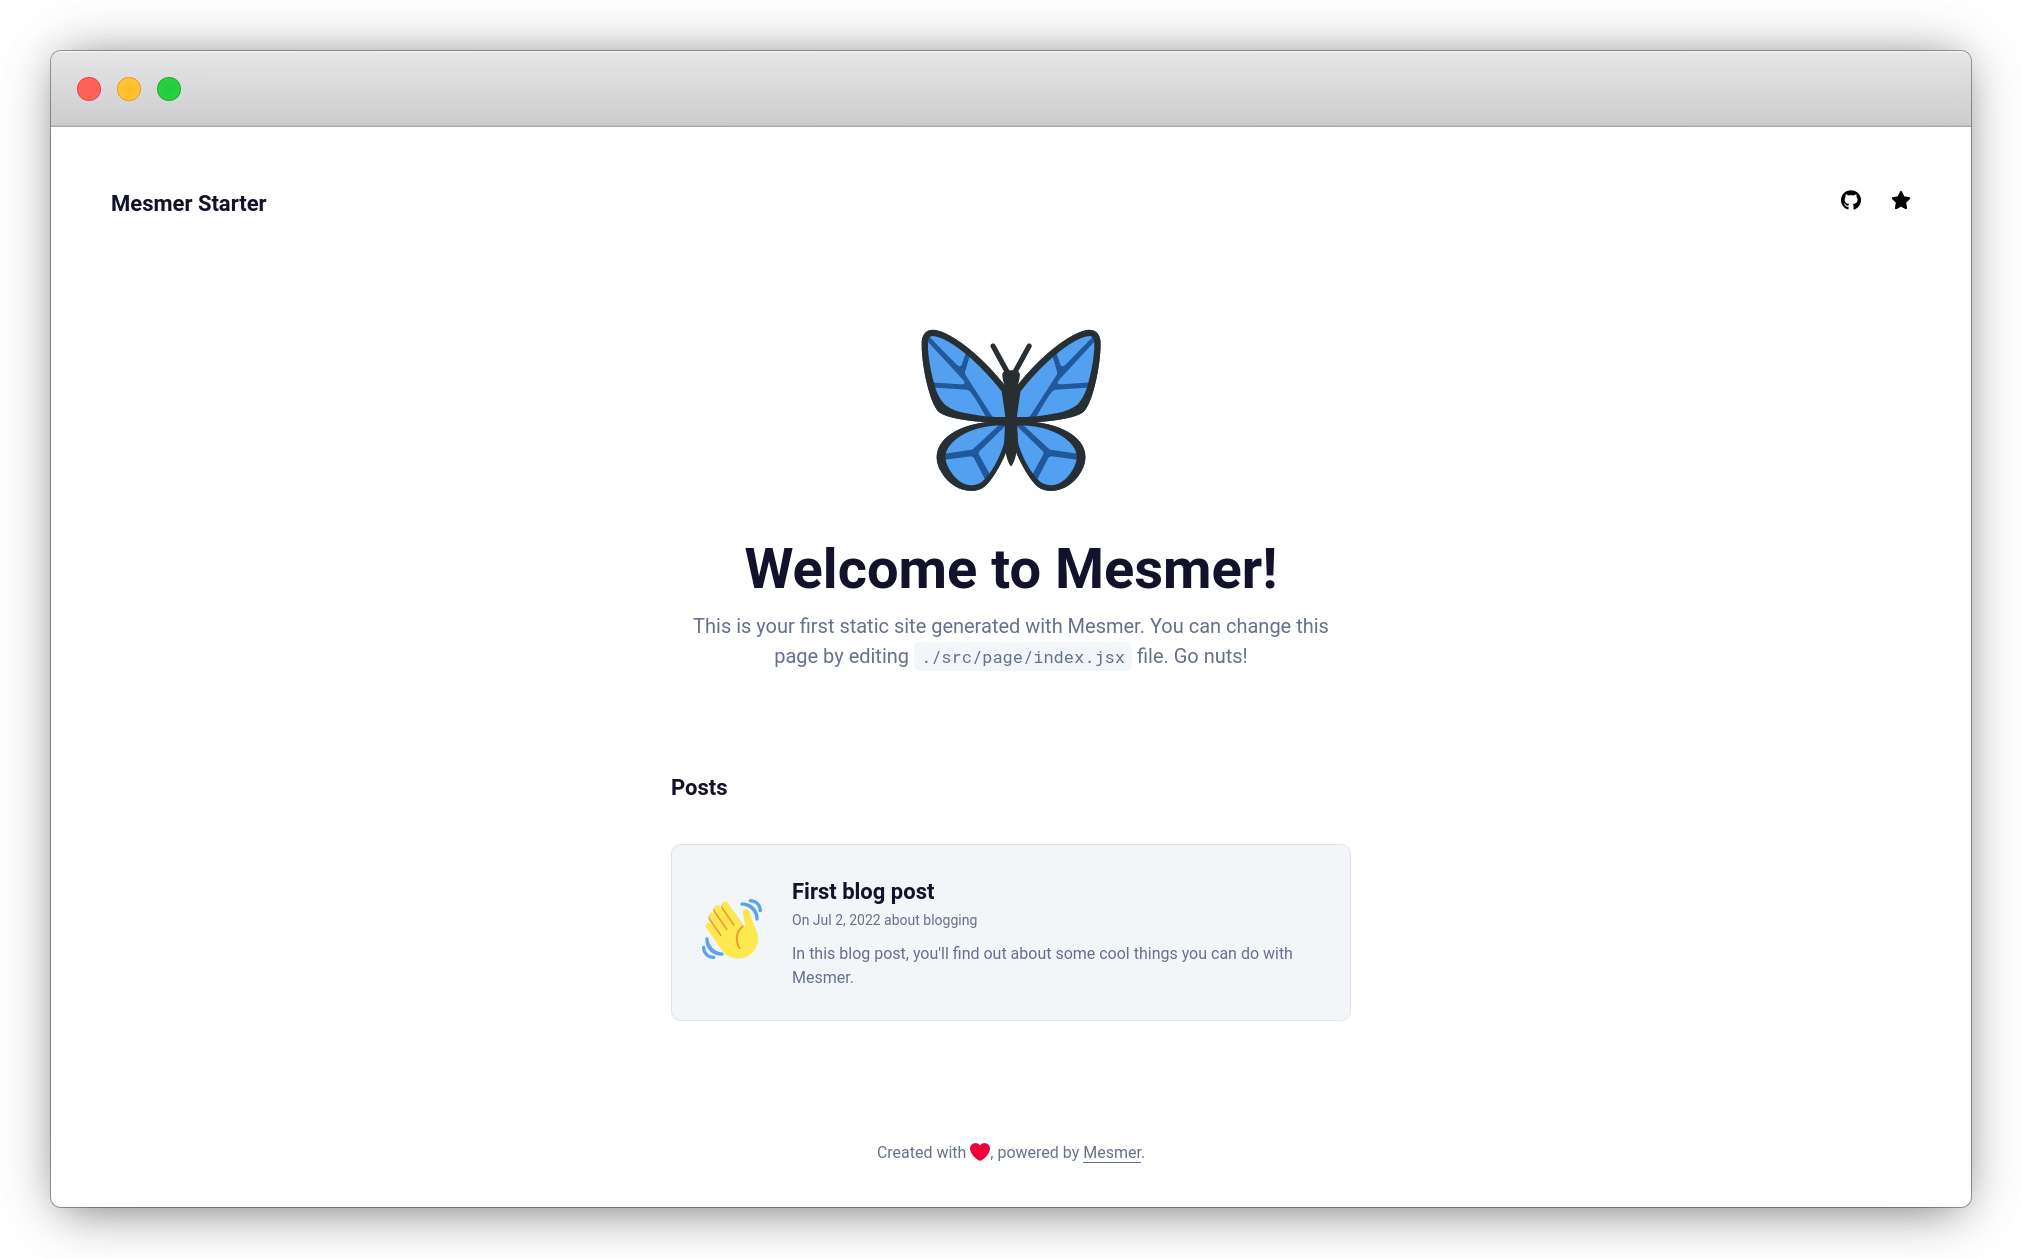 Mesmer Starter
Welcome to Mesmer!
This is your first static site generated with Mesmer. You can change this
page by editing ./src/page/index.jsx file. Go nuts!
Posts
First blog post
On Jul 2, 2022 about blogging
In this blog post, you'll find out about some cool things you can do with
Mesmer.
Created with ❤, powered by Mesmer.